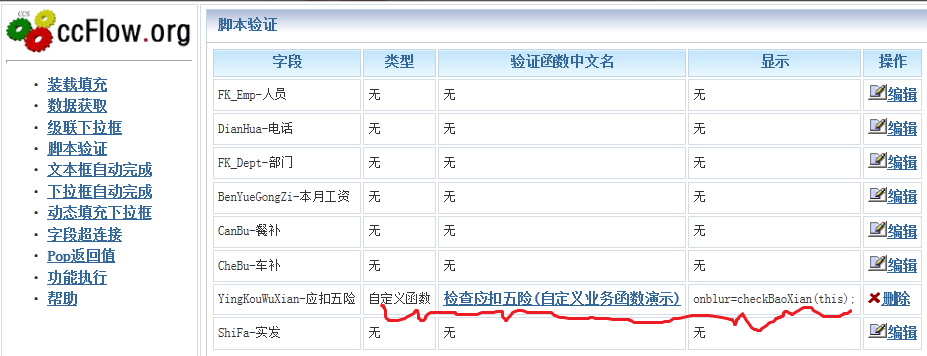 CCS
ccFlow.org
装载填充
数据获取
级联下拉框
脚本验证
文本框自动完成
下拉框自动完成
动态填充下拉框
字段超连接
Pop返回值
功能执行
帮助
脚本验证
字段 类型 验证函数中文名 显示 操作
FK_Emp-人员 无 无 无 编辑
DianHua-电话 无 无 无 编辑
FK_Dept-部门 无 无 无 编辑
BenYueGongZi-本月工资 无 无 无 编辑
CanBu-餐补 无 无 无 编辑
CheBu-车补 无 无 无 编辑
YingKouWuXian-应扣五险 自定义函数 检查应扣五险(自定义业务函数演示) onblur=checkBaoXian(this); 删除
ShiFa-实发 无 无 无 编辑